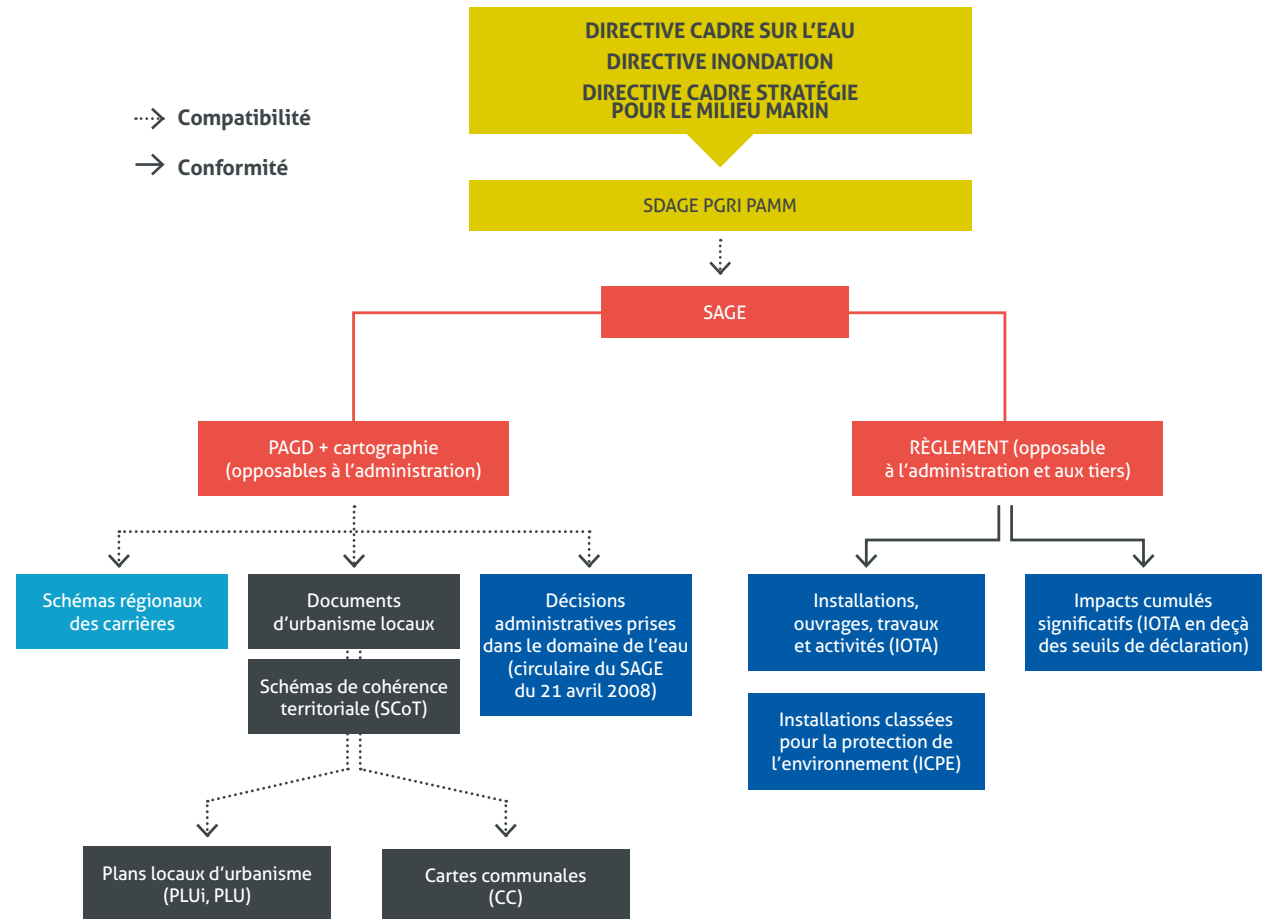 DIRECTIVE CADRE SUR L'EAU
DIRECTIVE INONDATION
DIRECTIVE CADRE STRATÉGIE
POUR LE MILIEU MARIN
Compatibilité
Conformité
SDAGE PGRI PAMM
SAGE
PAGD + cartographie
(opposables à l'administration)
RÈGLEMENT (opposable
à l'administration et aux tiers)
Schémas régionaux
des carrières
Documents
d'urbanisme locaux
Décisions
administratives prises
dans le domaine de l'eau
(circulaire du SAGE
du 21 avril 2008)
Installations,
ouvrages, travaux
et activités (IOTA)
Impacts cumulés
significatifs (IOTA en deçà
des seuils de déclaration)
Schémas de cohérence
territoriale (SCoT)
Installations classées
pour la protection de
l'environnement (ICPE)
Plans locaux d'urbanisme
(PLUi, PLU)
Cartes communales
(CC)